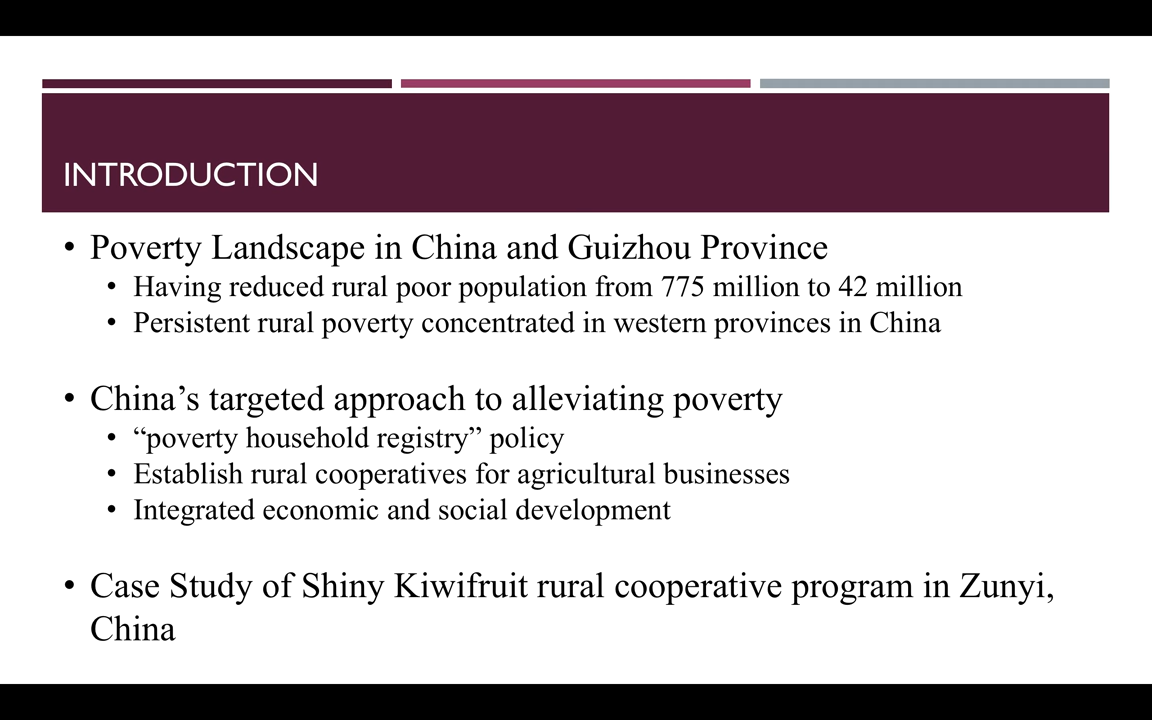 INTRODUCTION
• Poverty Landscape in China and Guizhou Province
• Having reduced rural poor population from 775 million to 42 million
• Persistent rural poverty concentrated in western provinces in China
• China’s targeted approach to alleviating poverty
• “poverty household registry” policy
• Establish rural cooperatives for agricultural businesses
• Integrated economic and social development
• Case Study of Shiny Kiwifruit rural cooperative program in Zunyi,
China